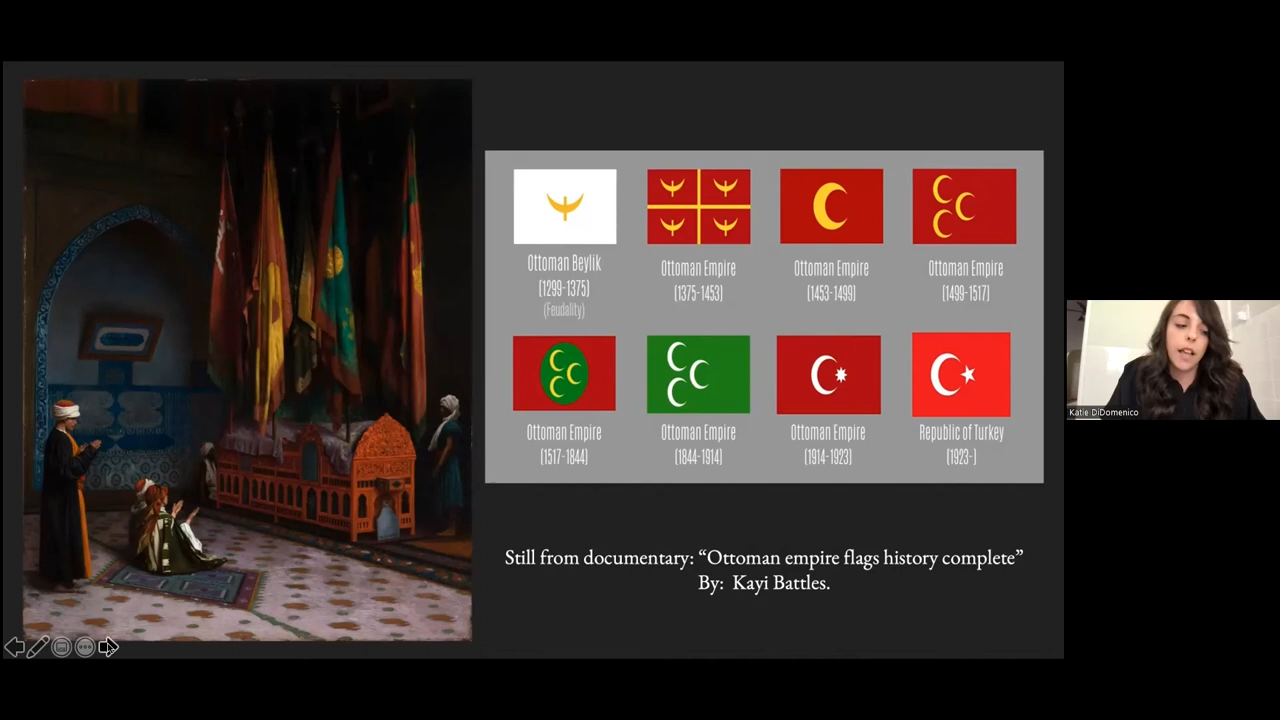 Ottoman Beylik
(1299-1375)
(Feudality)
Ottoman Empire
(1375-1453)
Ottoman Empire
(1453-1499)
Ottoman Empire
(1499-1517)
Ottoman Empire
(1517-1844)
Ottoman Empire
(1844-1914)
Ottoman Empire
(1914-1923)
Republic of Turkey
(1923-)
Still from documentary: “Ottoman empire flags history complete”
By: Kayi Battles.
Katie DiDomenico